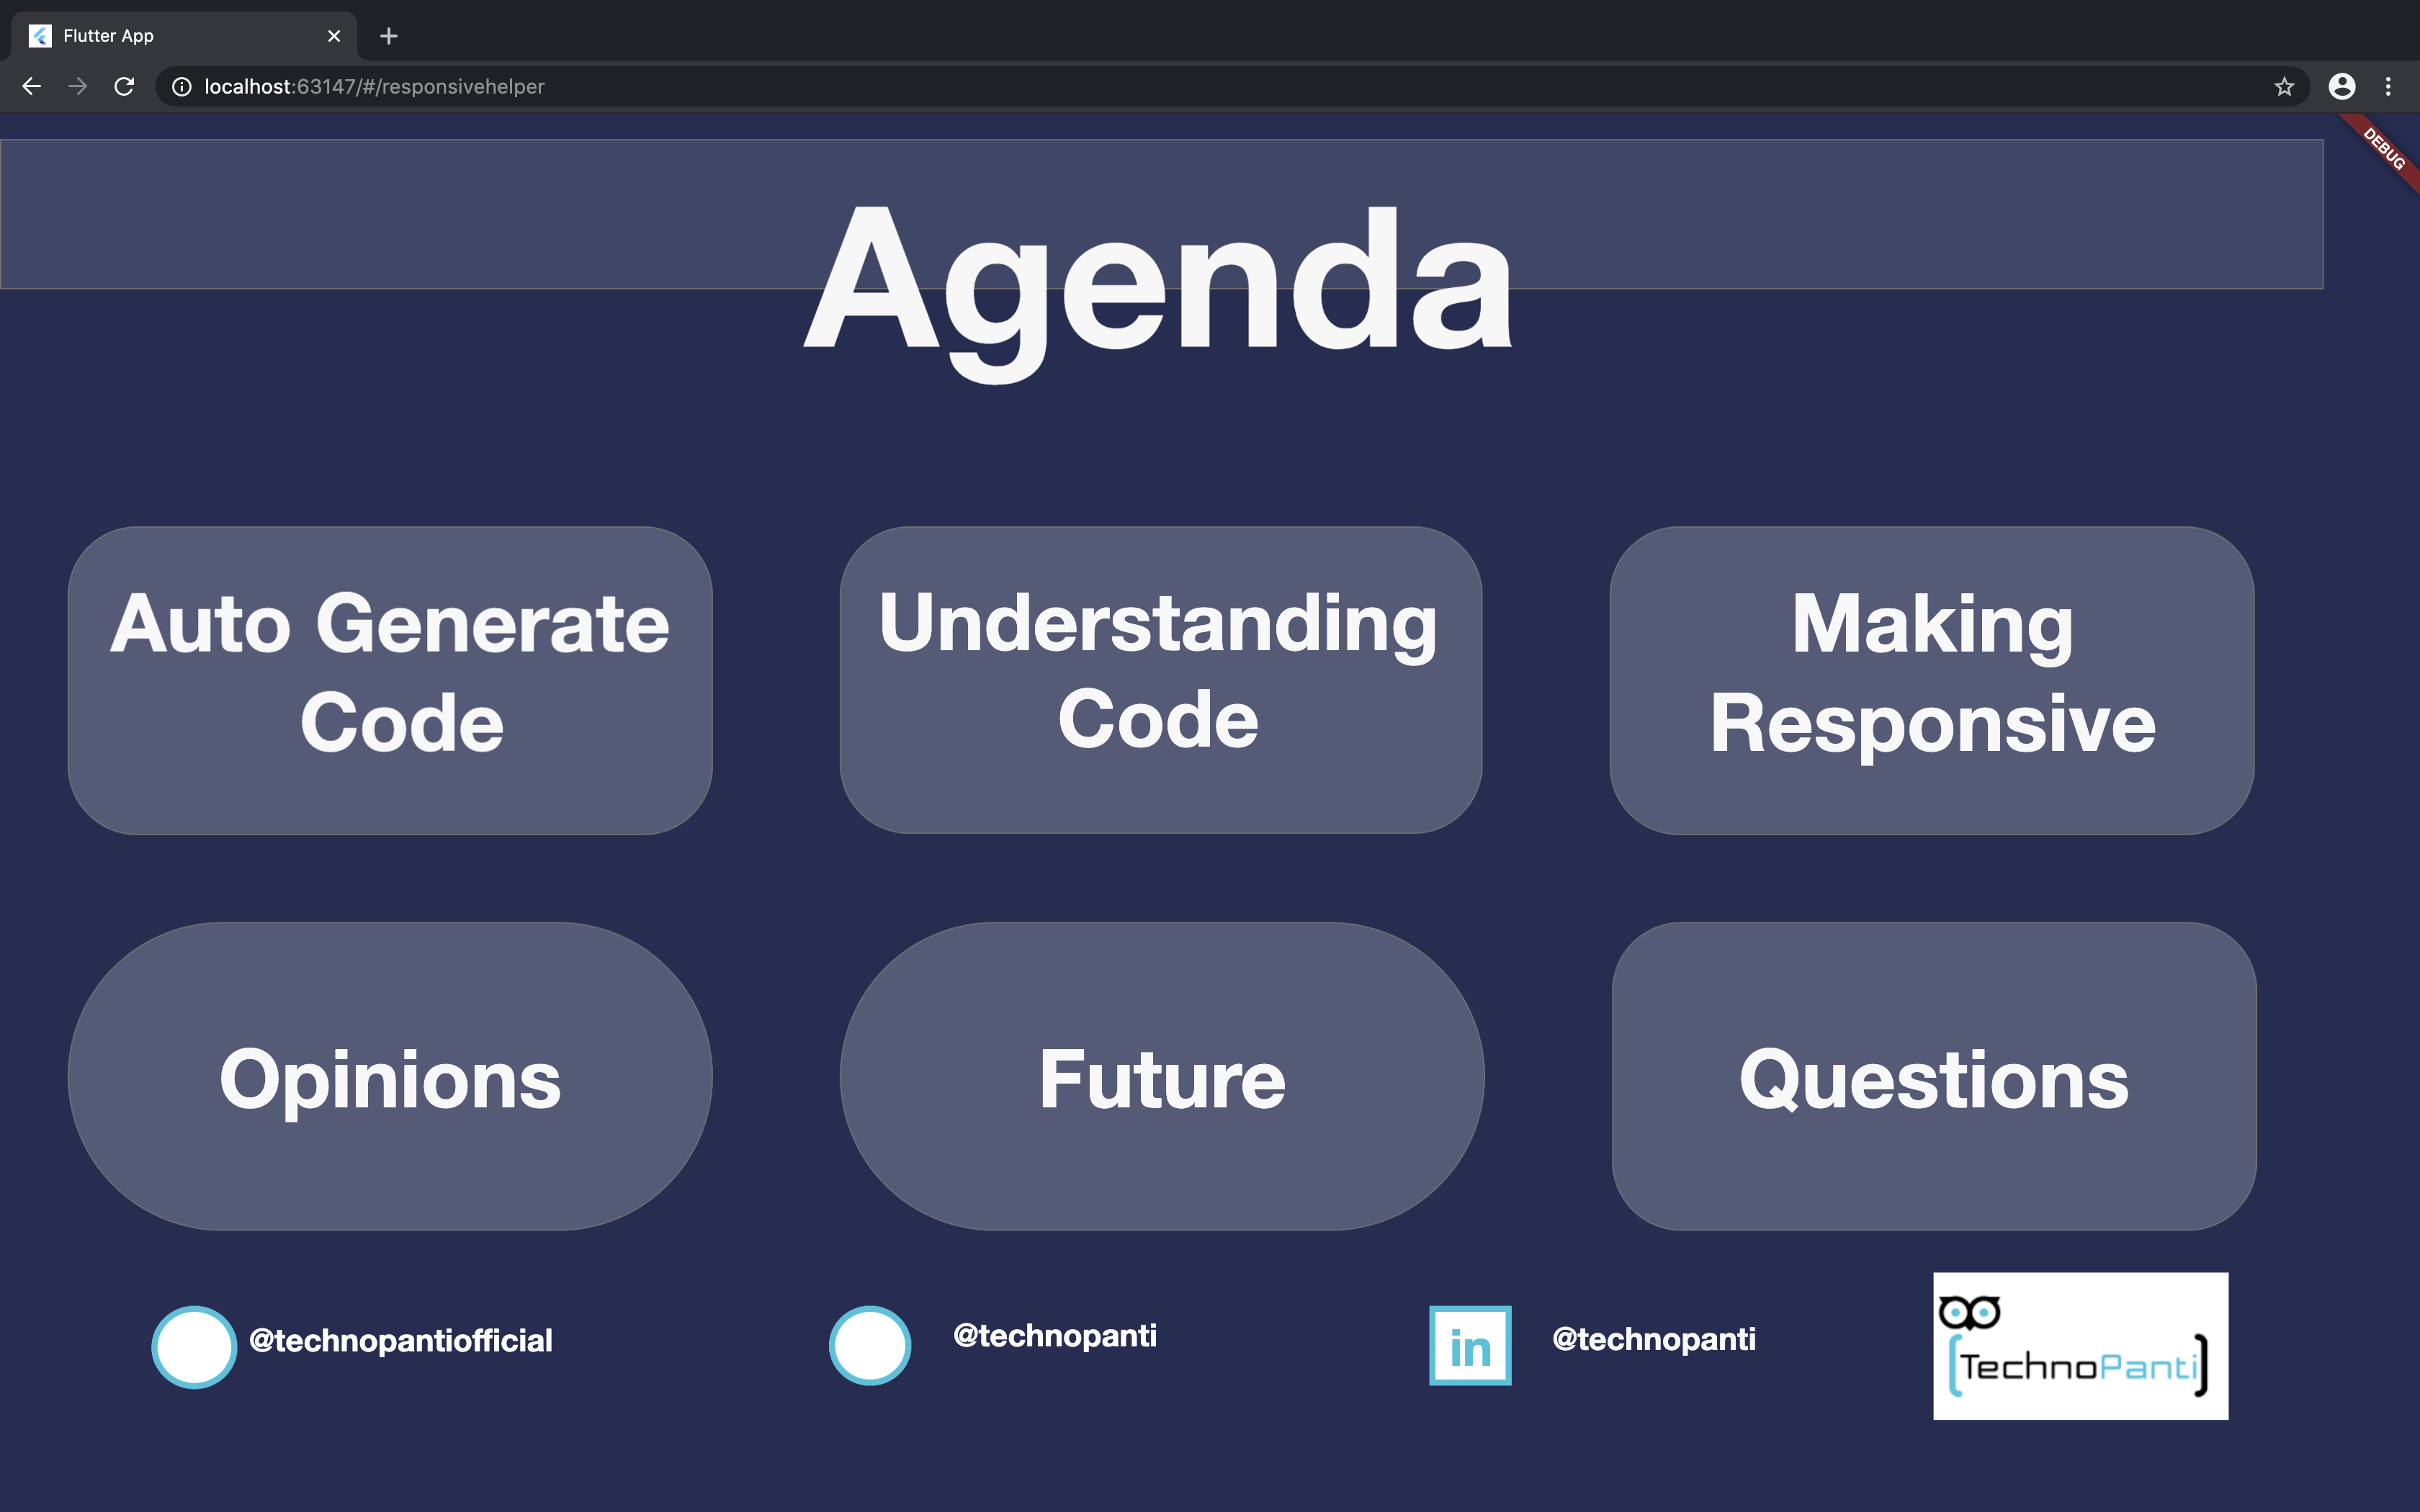 Flutter App
localhost:63147/#/responsivehelper
DEBUG
Agenda
Auto Generate
Code
Understanding
Code
Making
Responsive
Opinions
Future
Questions
@technopantiofficial
@technopanti
in
@technopanti
[TechnoPanti]